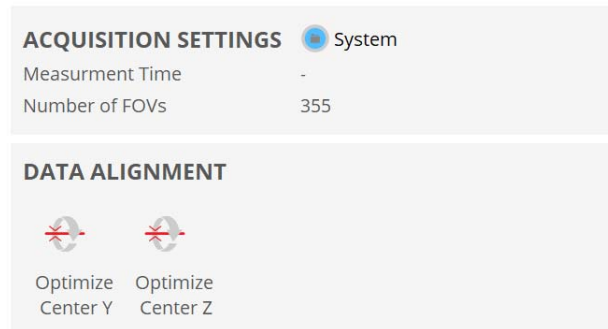 ACQUISITION SETTINGS System
Measurment Time -
Number of FOVs 355
DATA ALIGNMENT
Optimize Optimize
Center Y Center Z